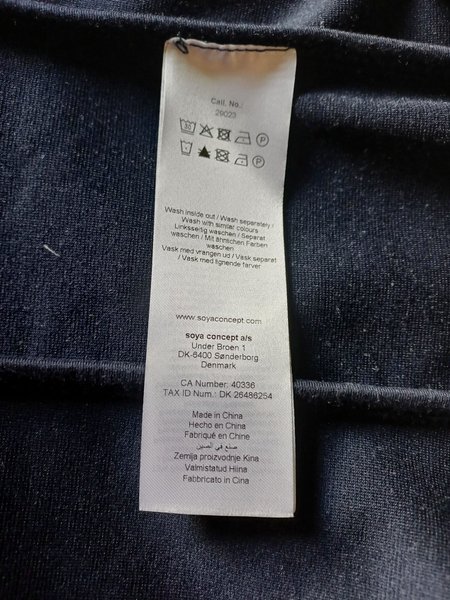 Call. No.:
29023
30 P
P
Wash inside out / Wash separately /
Wash with similar colours
Linksseitig waschen / Separat
waschen / Mit ähnlichen Farben
waschen
Vask med vrangen ud / Vask separat
/ Vask med lignende farver
www.soyaconcept.com
soya concept a/s
Under Broen 1
DK-6400 Sønderborg
Denmark
CA Number: 40336
TAX ID Num.: DK 26486254
Made in China
Hecho en China
Fabriqué en Chine
صنع في الصين
Zemlja proizvodnje Kina
Valmistatud Hiina
Fabbricato in Cina